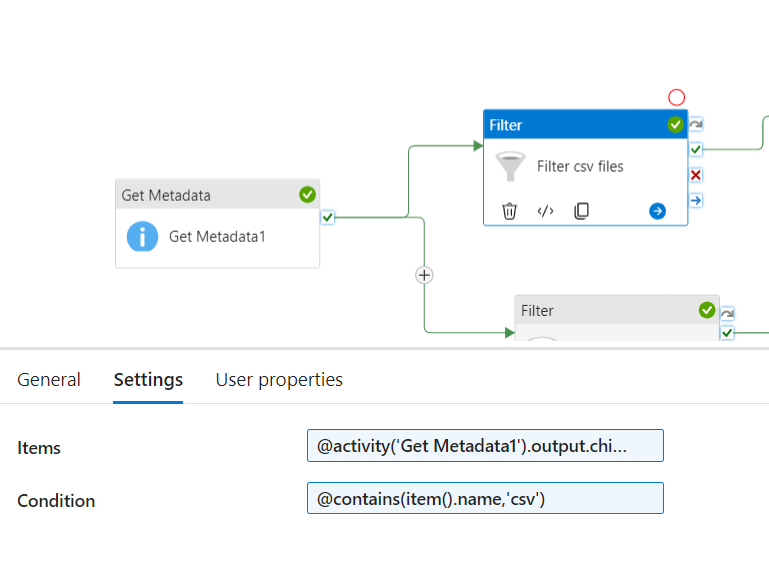 Filter
Filter csv files
Get Metadata
Get Metadata1
Filter
General Settings User properties
Items @activity('Get Metadata1').output.chi...
Condition @contains(item().name,'csv')